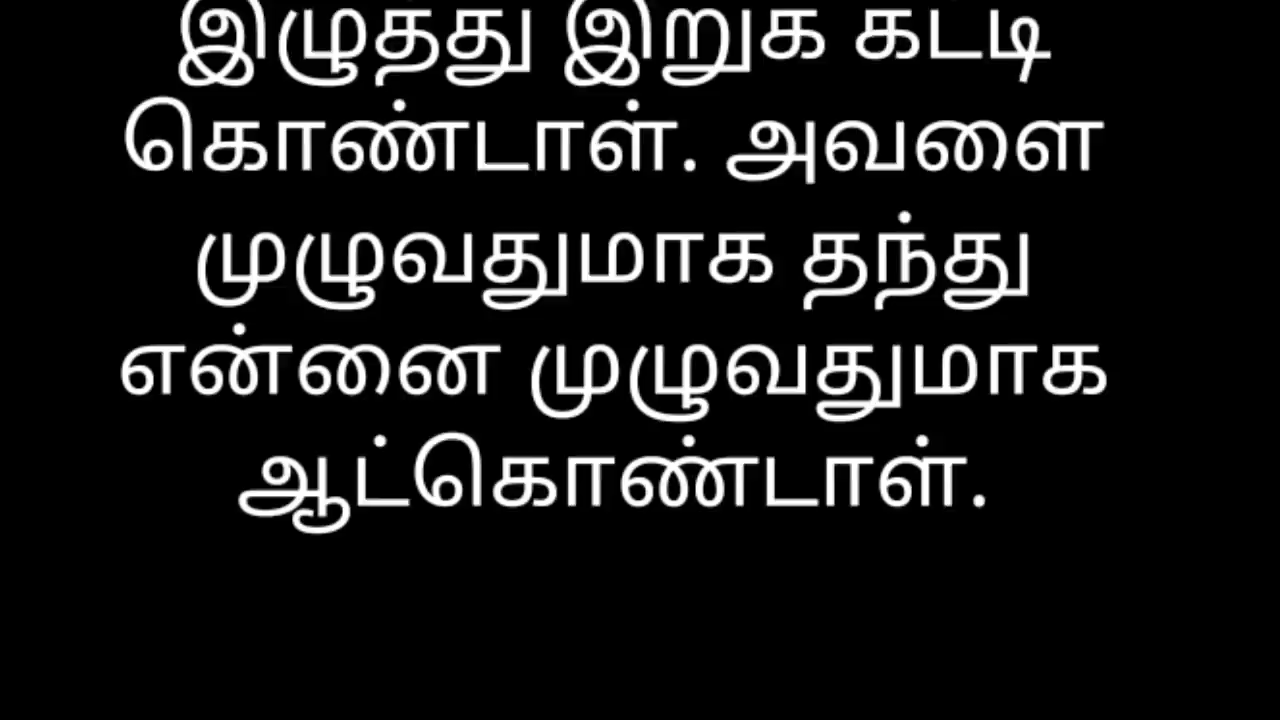 இழுத்து இறுக கட்டி
கொண்டாள். அவளை
முழுவதுமாக தந்து
என்னை முழுவதுமாக
ஆட்கொண்டாள்.